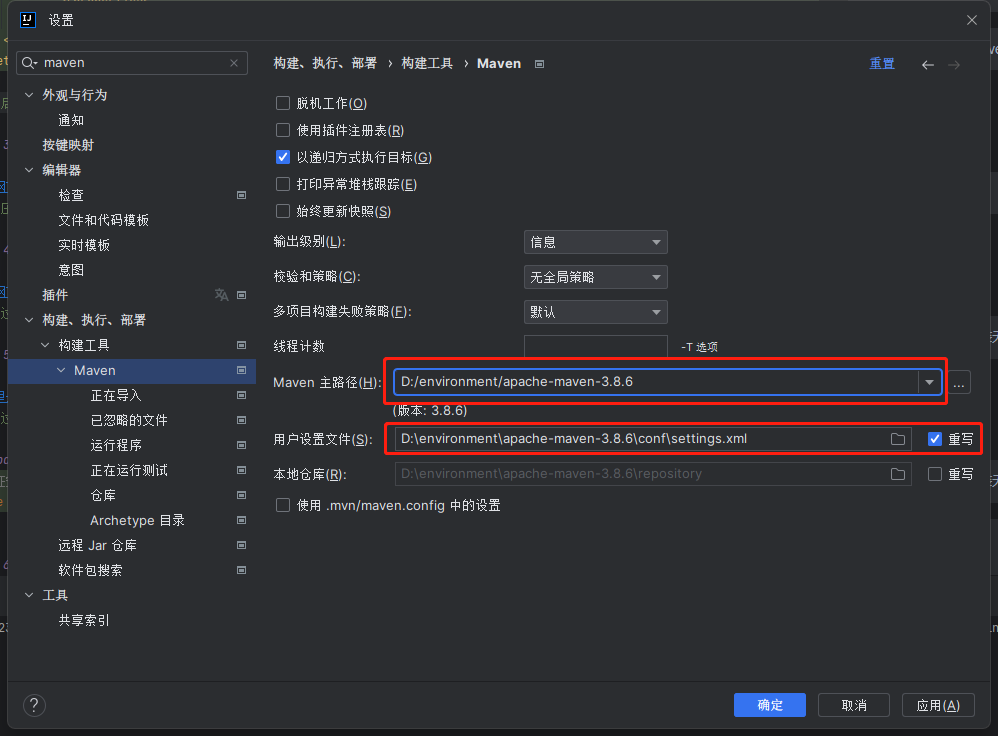 IJ 设置
maven
构建、执行、部署 › 构建工具 › Maven
重置
外观与行为
通知
按键映射
编辑器
检查
文件和代码模板
实时模板
意图
插件
构建、执行、部署
构建工具
Maven
正在导入
已忽略的文件
运行程序
正在运行测试
仓库
Archetype 目录
远程 Jar 仓库
软件包搜索
工具
共享索引
脱机工作(O)
使用插件注册表(R)
以递归方式执行目标(G)
打印异常堆栈跟踪(E)
始终更新快照(S)
输出级别(L): 信息
校验和策略(C): 无全局策略
多项目构建失败策略(F): 默认
线程计数 -T 选项
Maven 主路径(H): D:/environment/apache-maven-3.8.6 ...
(版本: 3.8.6)
用户设置文件(S): D:\environment\apache-maven-3.8.6\conf\settings.xml 重写
本地仓库(R): D:\environment\apache-maven-3.8.6\repository 重写
使用 .mvn/maven.config 中的设置
? 确定 取消 应用(A)